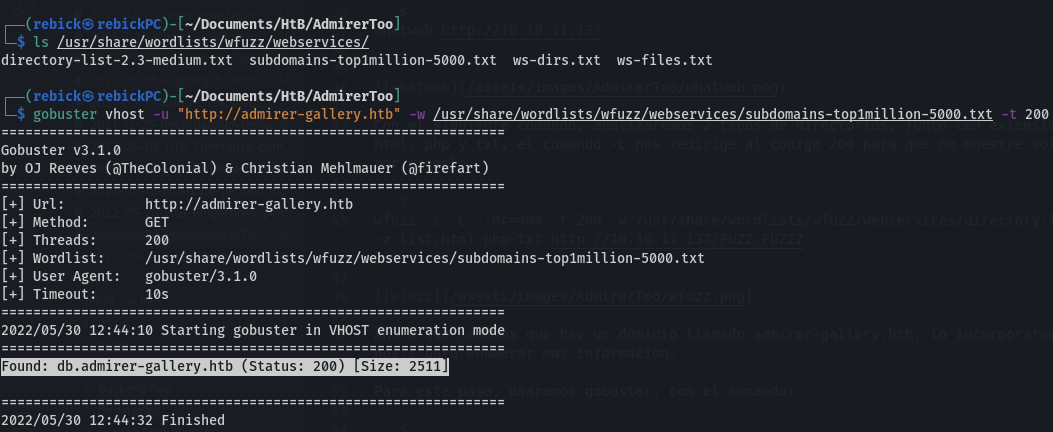 ┌──(rebick㉿rebickPC)-[~/Documents/HtB/AdmirerToo]
└─$ ls /usr/share/wordlists/wfuzz/webservices/
directory-list-2.3-medium.txt  subdomains-top1million-5000.txt  ws-dirs.txt  ws-files.txt
┌──(rebick㉿rebickPC)-[~/Documents/HtB/AdmirerToo]
└─$ gobuster vhost -u "http://admirer-gallery.htb" -w /usr/share/wordlists/wfuzz/webservices/subdomains-top1million-5000.txt -t 200
===============================================================
Gobuster v3.1.0
by OJ Reeves (@TheColonial) & Christian Mehlmauer (@firefart)
===============================================================
[+] Url:          http://admirer-gallery.htb
[+] Method:       GET
[+] Threads:      200
[+] Wordlist:     /usr/share/wordlists/wfuzz/webservices/subdomains-top1million-5000.txt
[+] User Agent:   gobuster/3.1.0
[+] Timeout:      10s
===============================================================
2022/05/30 12:44:10 Starting gobuster in VHOST enumeration mode
===============================================================
Found: db.admirer-gallery.htb (Status: 200) [Size: 2511]
===============================================================
2022/05/30 12:44:32 Finished